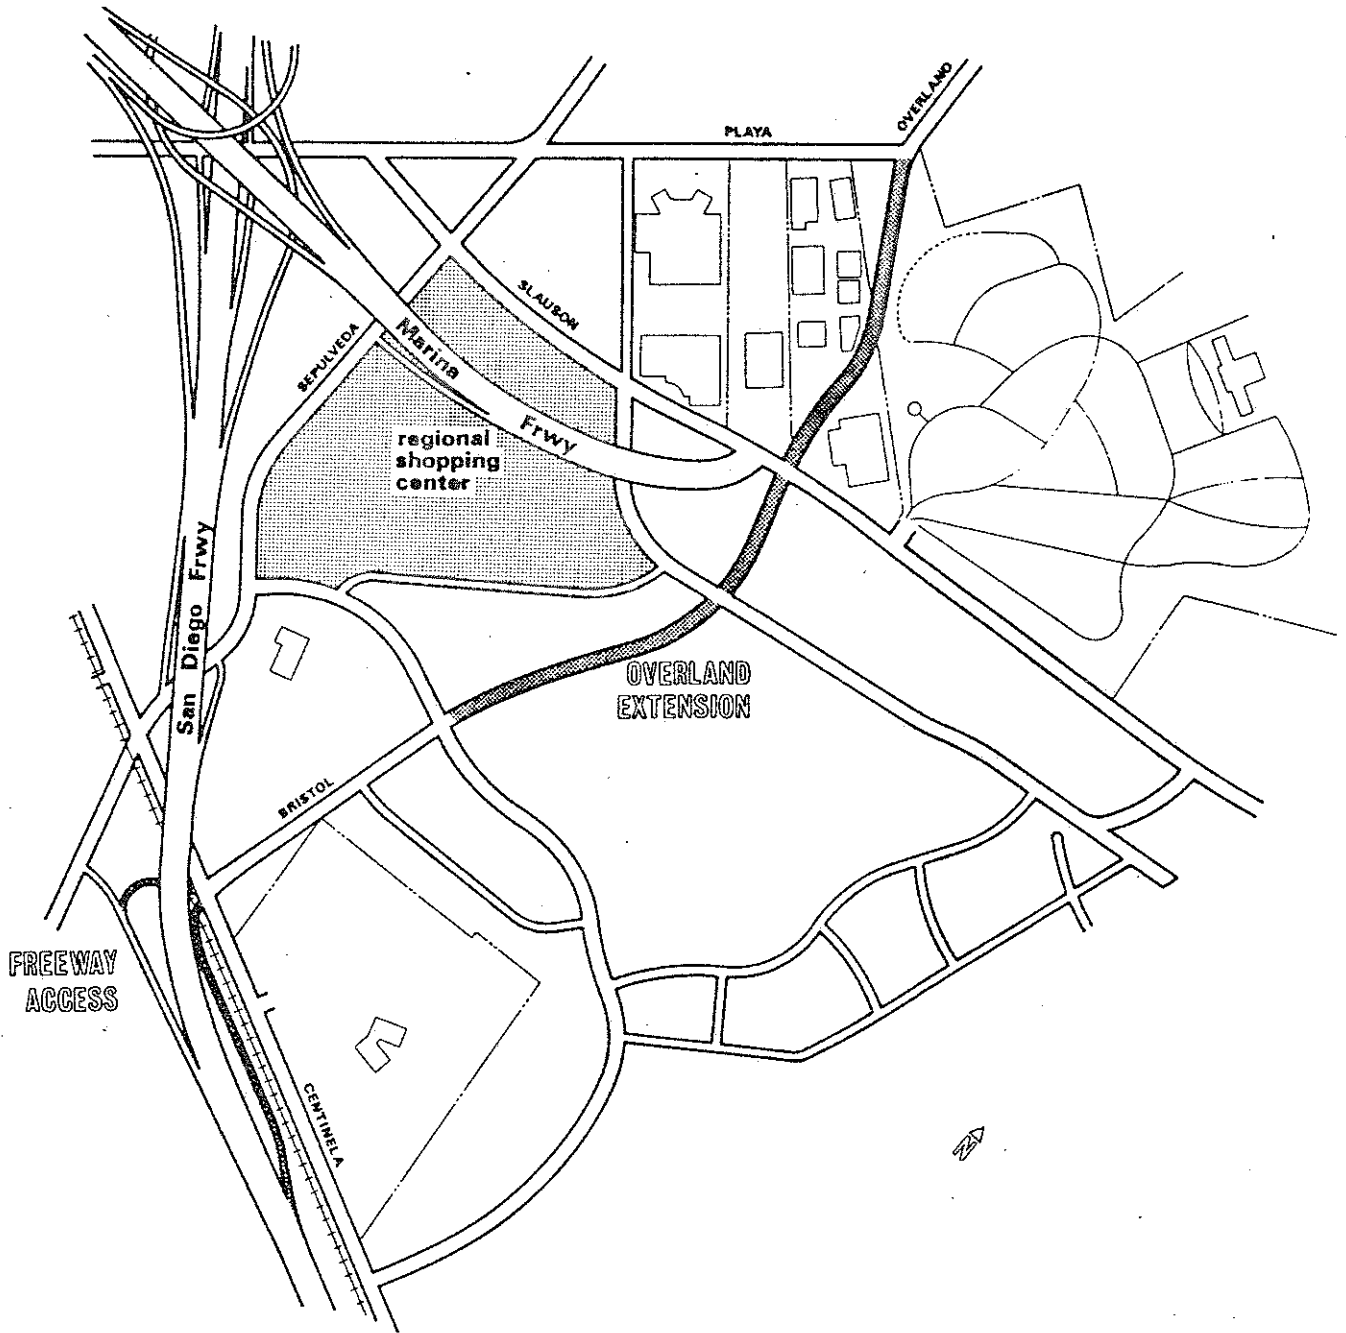 OVERLAND
PLAYA
SLAUSON
SEPULVEDA
Marina
Frwy
regional
shopping
center
San Diego Frwy
OVERLAND
EXTENSION
BRISTOL
FREEWAY
ACCESS
CENTINELA
N